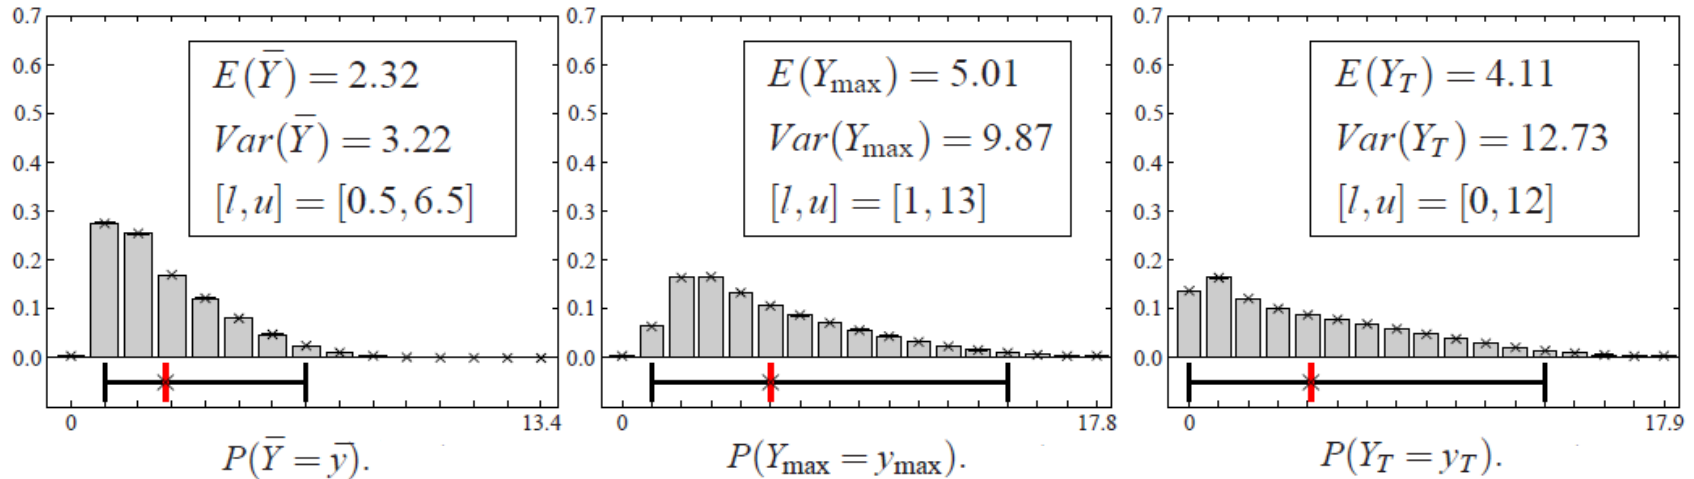 0.7
0.6
0.5
0.4
0.3
0.2
0.1
0.0
E(Y̅) = 2.32
Var(Y̅) = 3.22
[l,u] = [0.5,6.5]
0 13.4
P(Y̅ = y̅).
0.7
0.6
0.5
0.4
0.3
0.2
0.1
0.0
E(Yₘₐₓ) = 5.01
Var(Yₘₐₓ) = 9.87
[l,u] = [1,13]
0 17.8
P(Yₘₐₓ = yₘₐₓ).
0.7
0.6
0.5
0.4
0.3
0.2
0.1
0.0
E(Y_T) = 4.11
Var(Y_T) = 12.73
[l,u] = [0,12]
0 17.9
P(Y_T = y_T).